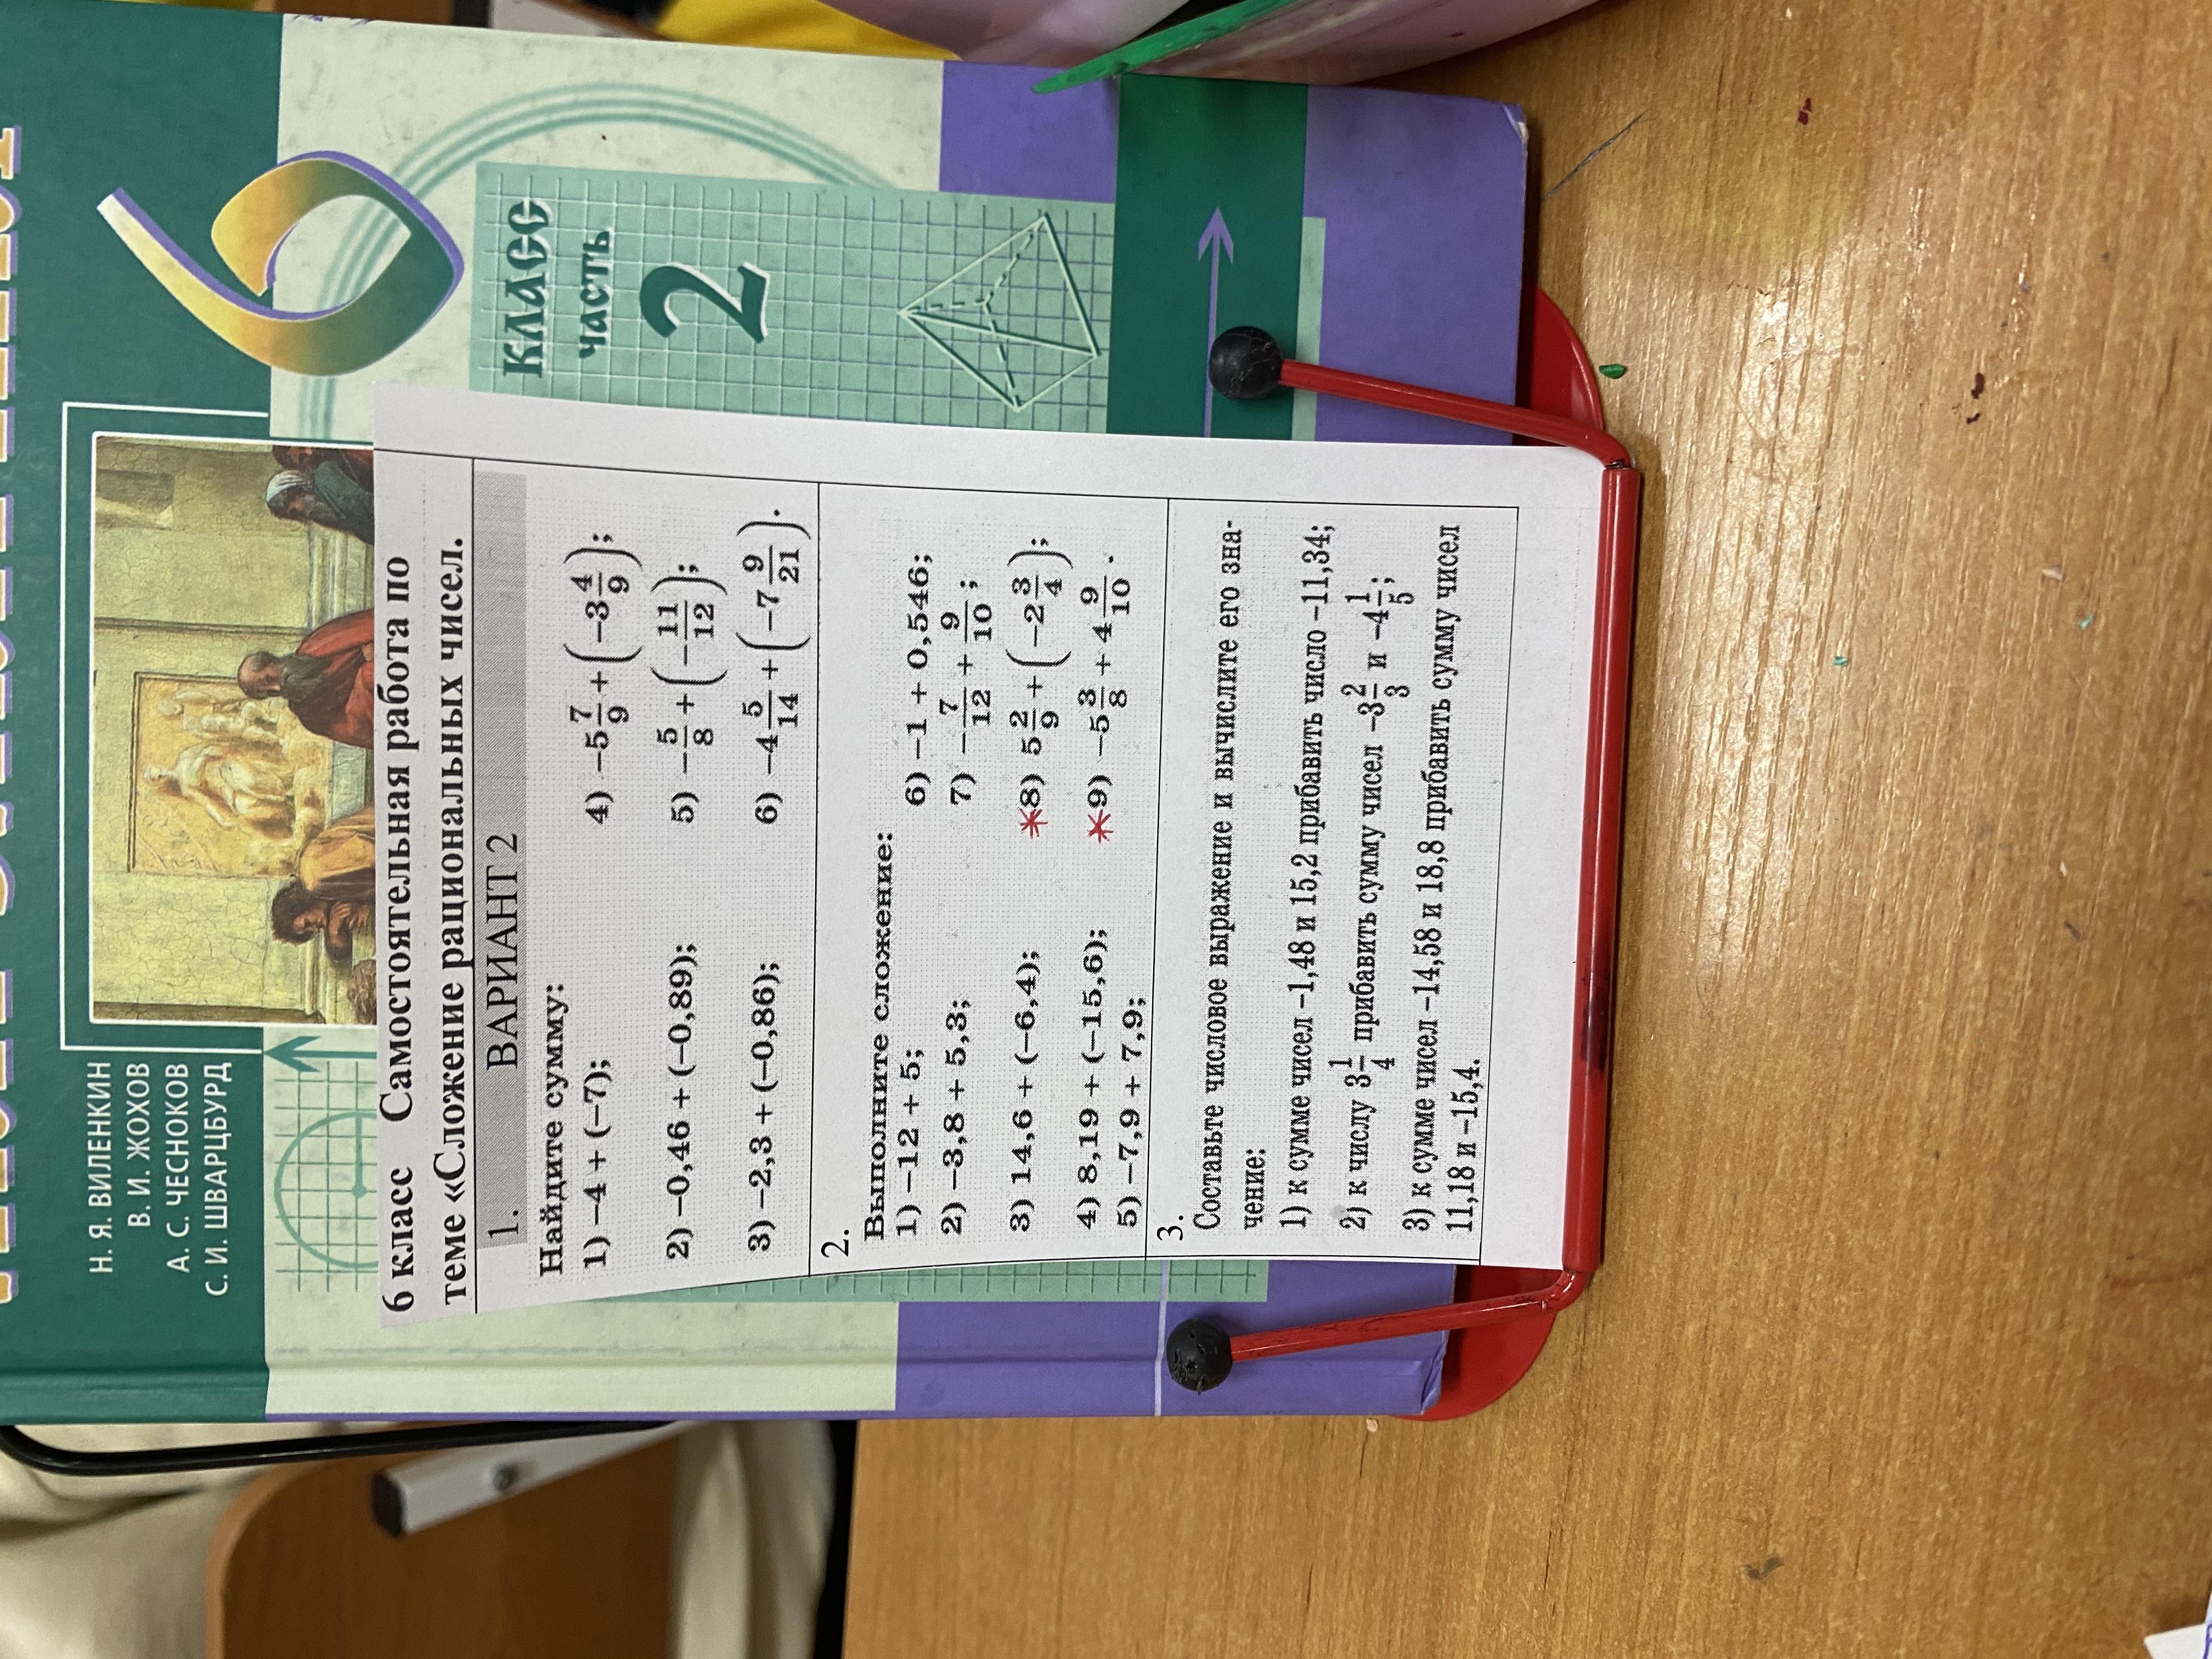 Н. Я. ВИЛЕНКИН
В. И. ЖОХОВ
А. С. ЧЕСНОКОВ
С. И. ШВАРЦБУРД
6
КЛАСС
ЧАСТЬ
2
6 класс Самостоятельная работа по
теме «Сложение рациональных чисел.
1. ВАРИАНТ 2
Найдите сумму:
1) −4 + (−7);
2) −0,46 + (−0,89);
3) −2,3 + (−0,86);
4) −5 7/9 + (−3 4/9);
5) −5/8 + (−11/12);
6) −4 5/14 + (−7 9/21).
2.
Выполните сложение:
1) −12 + 5;
2) −3,8 + 5,3;
3) 14,6 + (−6,4);
4) 8,19 + (−15,6);
5) −7,9 + 7,9;
6) −1 + 0,546;
7) −7/12 + 9/10;
*8) 5 2/9 + (−2 3/4);
*9) −5 3/8 + 4 9/10.
3.
Составьте числовое выражение и вычислите его зна-
чение:
1) к сумме чисел −1,48 и 15,2 прибавить число −11,34;
2) к числу 3 1/4 прибавить сумму чисел −3 2/3 и −4 1/5;
3) к сумме чисел −14,58 и 18,8 прибавить сумму чисел
11,18 и −15,4.